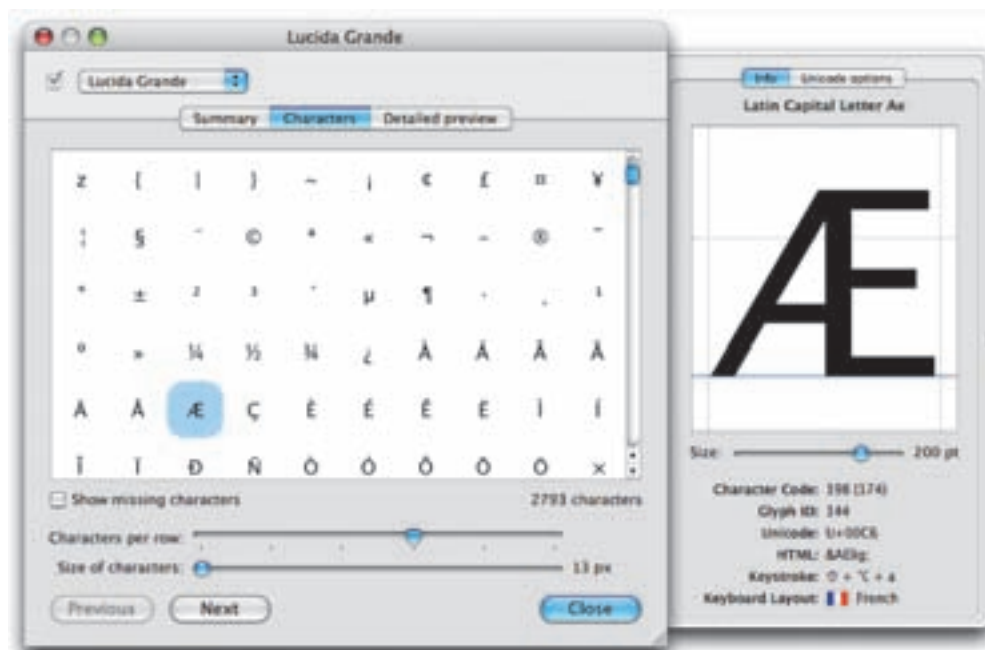 Lucida Grande
Lucida Grande
Summary Characters Detailed preview
z { | } ~ ¡ ¢ £ ¤ ¥
¦ § ¨ © ª « ¬ - ® ¯
° ± ² ³ ´ µ ¶ · ¸ ¹
º » ¼ ½ ¾ ¿ À Á Â Ã
Ä Å Æ Ç È É Ê Ë Ì Í
Î Ï Ð Ñ Ò Ó Ô Õ Ö ×
Show missing characters 2793 characters
Characters per row:
Size of characters: 13 px
Previous Next Close
Info Unicode options
Latin Capital Letter Ae
Æ
Size: 200 pt
Character Code: 198 (174)
Glyph ID: 144
Unicode: U+00C6
HTML: &AElig;
Keystroke: ⇧ + ⌥ + a
Keyboard Layout: French